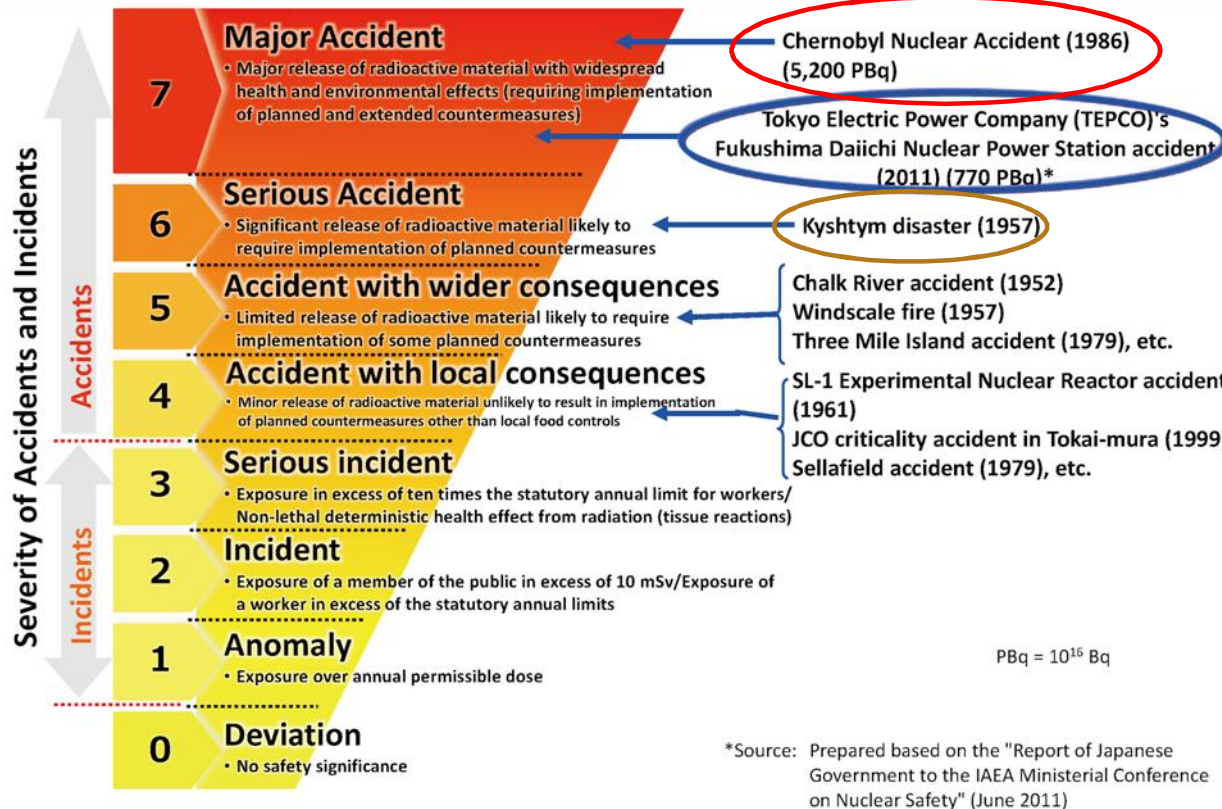 Severity of Accidents and Incidents
Accidents
Incidents
7
Major Accident
• Major release of radioactive material with widespread
health and environmental effects (requiring implementation
of planned and extended countermeasures)
Chernobyl Nuclear Accident (1986)
(5,200 PBq)
Tokyo Electric Power Company (TEPCO)'s
Fukushima Daiichi Nuclear Power Station accident
(2011) (770 PBq)*
6
Serious Accident
• Significant release of radioactive material likely to
require implementation of planned countermeasures
Kyshtym disaster (1957)
5
Accident with wider consequences
• Limited release of radioactive material likely to require
implementation of some planned countermeasures
Chalk River accident (1952)
Windscale fire (1957)
Three Mile Island accident (1979), etc.
4
Accident with local consequences
• Minor release of radioactive material unlikely to result in implementation
of planned countermeasures other than local food controls
SL-1 Experimental Nuclear Reactor accident
(1961)
JCO criticality accident in Tokai-mura (1999
Sellafield accident (1979), etc.
3
Serious incident
• Exposure in excess of ten times the statutory annual limit for workers/
Non-lethal deterministic health effect from radiation (tissue reactions)
2
Incident
• Exposure of a member of the public in excess of 10 mSv/Exposure of
a worker in excess of the statutory annual limits
1
Anomaly
• Exposure over annual permissible dose
PBq = 10¹⁶ Bq
0
Deviation
• No safety significance
*Source: Prepared based on the "Report of Japanese
Government to the IAEA Ministerial Conference
on Nuclear Safety" (June 2011)